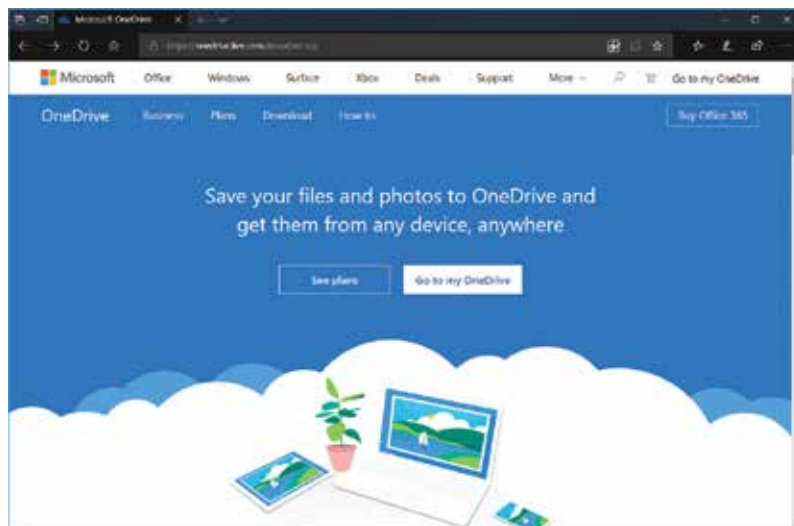 Microsoft OneDrive
Microsoft Office Windows Surface Xbox Deals Support More Go to my OneDrive
OneDrive Business Plans Download How to Buy Office 365
Save your files and photos to OneDrive and
get them from any device, anywhere
See plans Go to my OneDrive